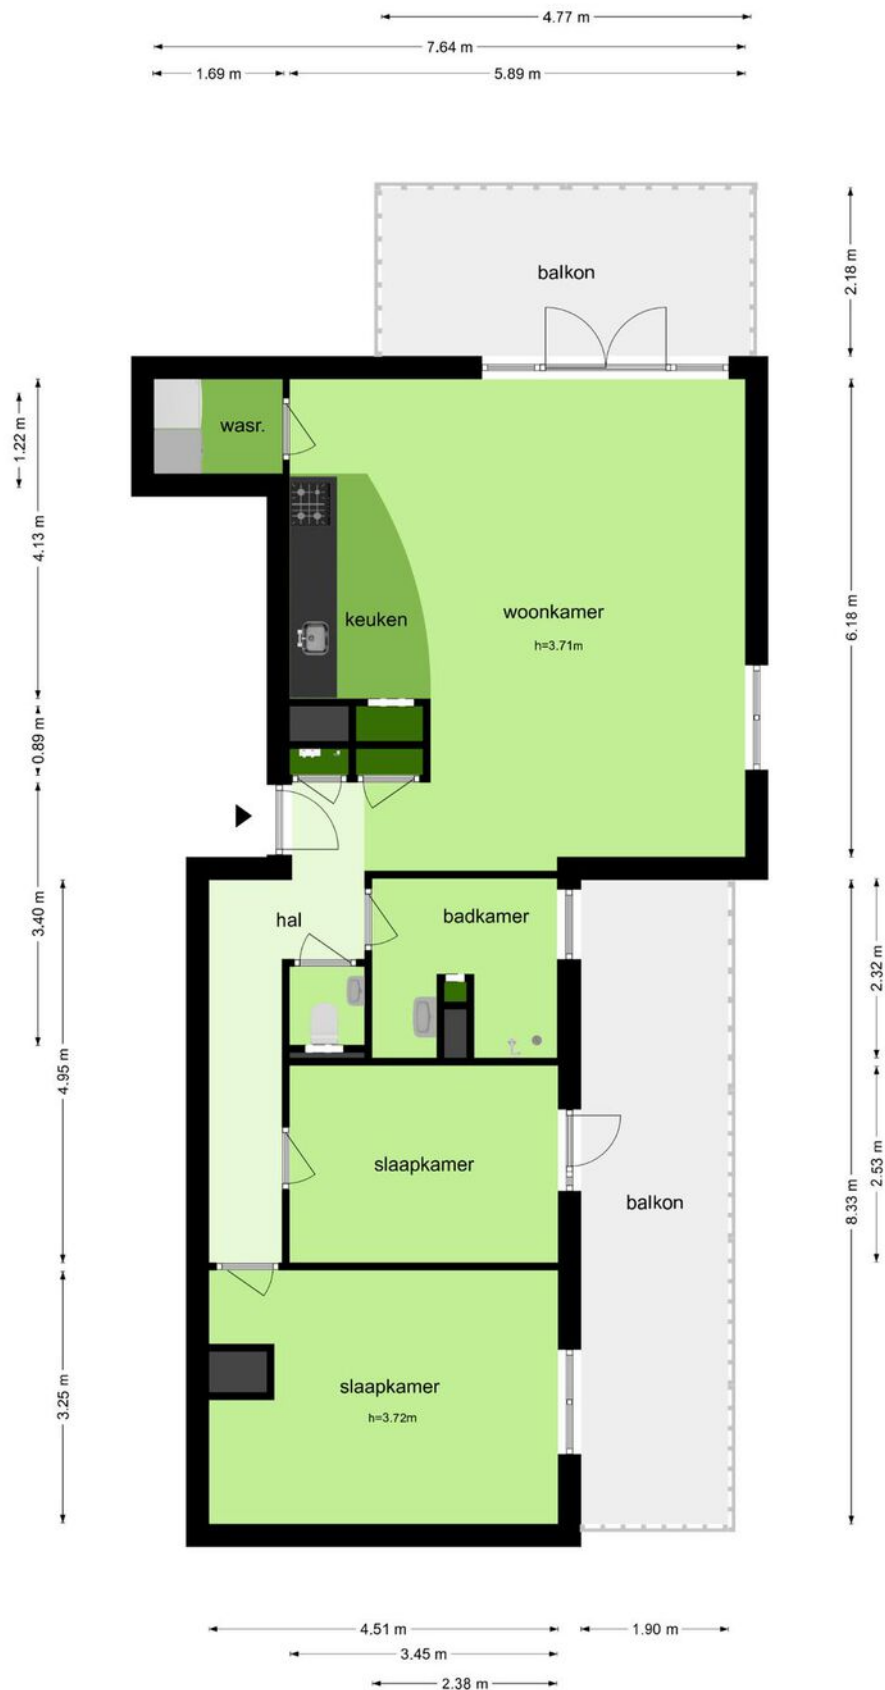 4.77 m
7.64 m
1.69 m
5.89 m
balkon
2.18 m
wasr.
1.22 m
4.13 m
keuken
woonkamer
h=3.71m
6.18 m
0.89 m
3.40 m
hal
badkamer
2.32 m
4.95 m
slaapkamer
2.53 m
balkon
8.33 m
slaapkamer
h=3.72m
3.25 m
4.51 m
1.90 m
3.45 m
2.38 m